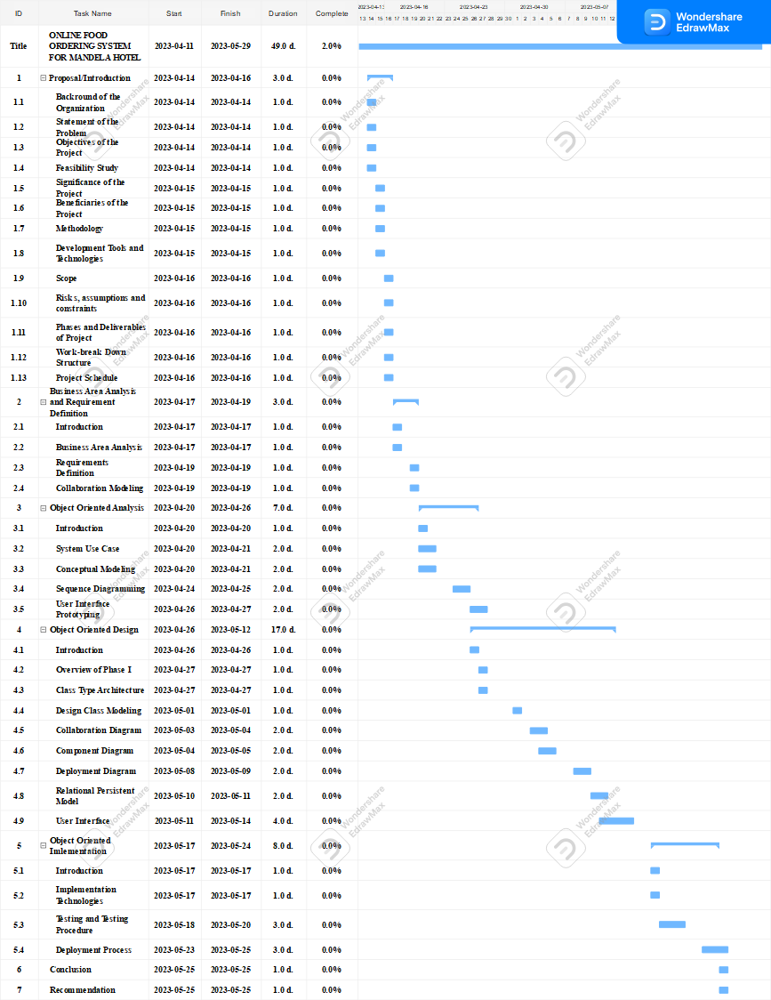 ID Task Name Start Finish Duration Complete 2023-04-13 2023-04-16 2023-04-23 2023-04-30 2023-05-07
13 14 15 16 17 18 19 20 21 22 23 24 25 26 27 28 29 30 1 2 3 4 5 6 7 8 9 10 11 12
Wondershare
EdrawMax
ONLINE FOOD
Title ORDERING SYSTEM 2023-04-11 2023-05-29 49.0 d. 2.0%
FOR MANDELA HOTEL
1 Proposal/Introduction 2023-04-14 2023-04-16 3.0 d. 0.0%
1.1 Backround of the 2023-04-14 2023-04-14 1.0 d. 0.0%
Organization
1.2 Statement of the 2023-04-14 2023-04-14 1.0 d. 0.0%
Problem
1.3 Objectives of the 2023-04-14 2023-04-14 1.0 d. 0.0%
Project
1.4 Feasibility Study 2023-04-14 2023-04-14 1.0 d. 0.0%
1.5 Significance of the 2023-04-15 2023-04-15 1.0 d. 0.0%
Project
1.6 Beneficiaries of the 2023-04-15 2023-04-15 1.0 d. 0.0%
Project
1.7 Methodology 2023-04-15 2023-04-15 1.0 d. 0.0%
1.8 Development Tools and 2023-04-15 2023-04-15 1.0 d. 0.0%
Technologies
1.9 Scope 2023-04-16 2023-04-16 1.0 d. 0.0%
1.10 Risks, assumptions and 2023-04-16 2023-04-16 1.0 d. 0.0%
constraints
1.11 Phases and Deliverables 2023-04-16 2023-04-16 1.0 d. 0.0%
of Project
1.12 Work-break Down 2023-04-16 2023-04-16 1.0 d. 0.0%
Structure
1.13 Project Schedule 2023-04-16 2023-04-16 1.0 d. 0.0%
Business Area Analysis
2 and Requirement 2023-04-17 2023-04-19 3.0 d. 0.0%
Definition
2.1 Introduction 2023-04-17 2023-04-17 1.0 d. 0.0%
2.2 Business Area Analysis 2023-04-17 2023-04-17 1.0 d. 0.0%
2.3 Requirements 2023-04-19 2023-04-19 1.0 d. 0.0%
Definition
2.4 Collaboration Modeling 2023-04-19 2023-04-19 1.0 d. 0.0%
3 Object Oriented Analysis 2023-04-20 2023-04-26 7.0 d. 0.0%
3.1 Introduction 2023-04-20 2023-04-20 1.0 d. 0.0%
3.2 System Use Case 2023-04-20 2023-04-21 2.0 d. 0.0%
3.3 Conceptual Modeling 2023-04-20 2023-04-21 2.0 d. 0.0%
3.4 Sequence Diagramming 2023-04-24 2023-04-25 2.0 d. 0.0%
3.5 User Interface 2023-04-26 2023-04-27 2.0 d. 0.0%
Prototyping
4 Object Oriented Design 2023-04-26 2023-05-12 17.0 d. 0.0%
4.1 Introduction 2023-04-26 2023-04-26 1.0 d. 0.0%
4.2 Overview of Phase I 2023-04-27 2023-04-27 1.0 d. 0.0%
4.3 Class Type Architecture 2023-04-27 2023-04-27 1.0 d. 0.0%
4.4 Design Class Modeling 2023-05-01 2023-05-01 1.0 d. 0.0%
4.5 Collaboration Diagram 2023-05-03 2023-05-04 2.0 d. 0.0%
4.6 Component Diagram 2023-05-04 2023-05-05 2.0 d. 0.0%
4.7 Deployment Diagram 2023-05-08 2023-05-09 2.0 d. 0.0%
4.8 Relational Persistent 2023-05-10 2023-05-11 2.0 d. 0.0%
Model
4.9 User Interface 2023-05-11 2023-05-14 4.0 d. 0.0%
5 Object Oriented 2023-05-17 2023-05-24 8.0 d. 0.0%
Imlementation
5.1 Introduction 2023-05-17 2023-05-17 1.0 d. 0.0%
5.2 Implementation 2023-05-17 2023-05-17 1.0 d. 0.0%
Technologies
5.3 Testing and Testing 2023-05-18 2023-05-20 3.0 d. 0.0%
Procedure
5.4 Deployment Process 2023-05-23 2023-05-25 3.0 d. 0.0%
6 Conclusion 2023-05-25 2023-05-25 1.0 d. 0.0%
7 Recommendation 2023-05-25 2023-05-25 1.0 d. 0.0%